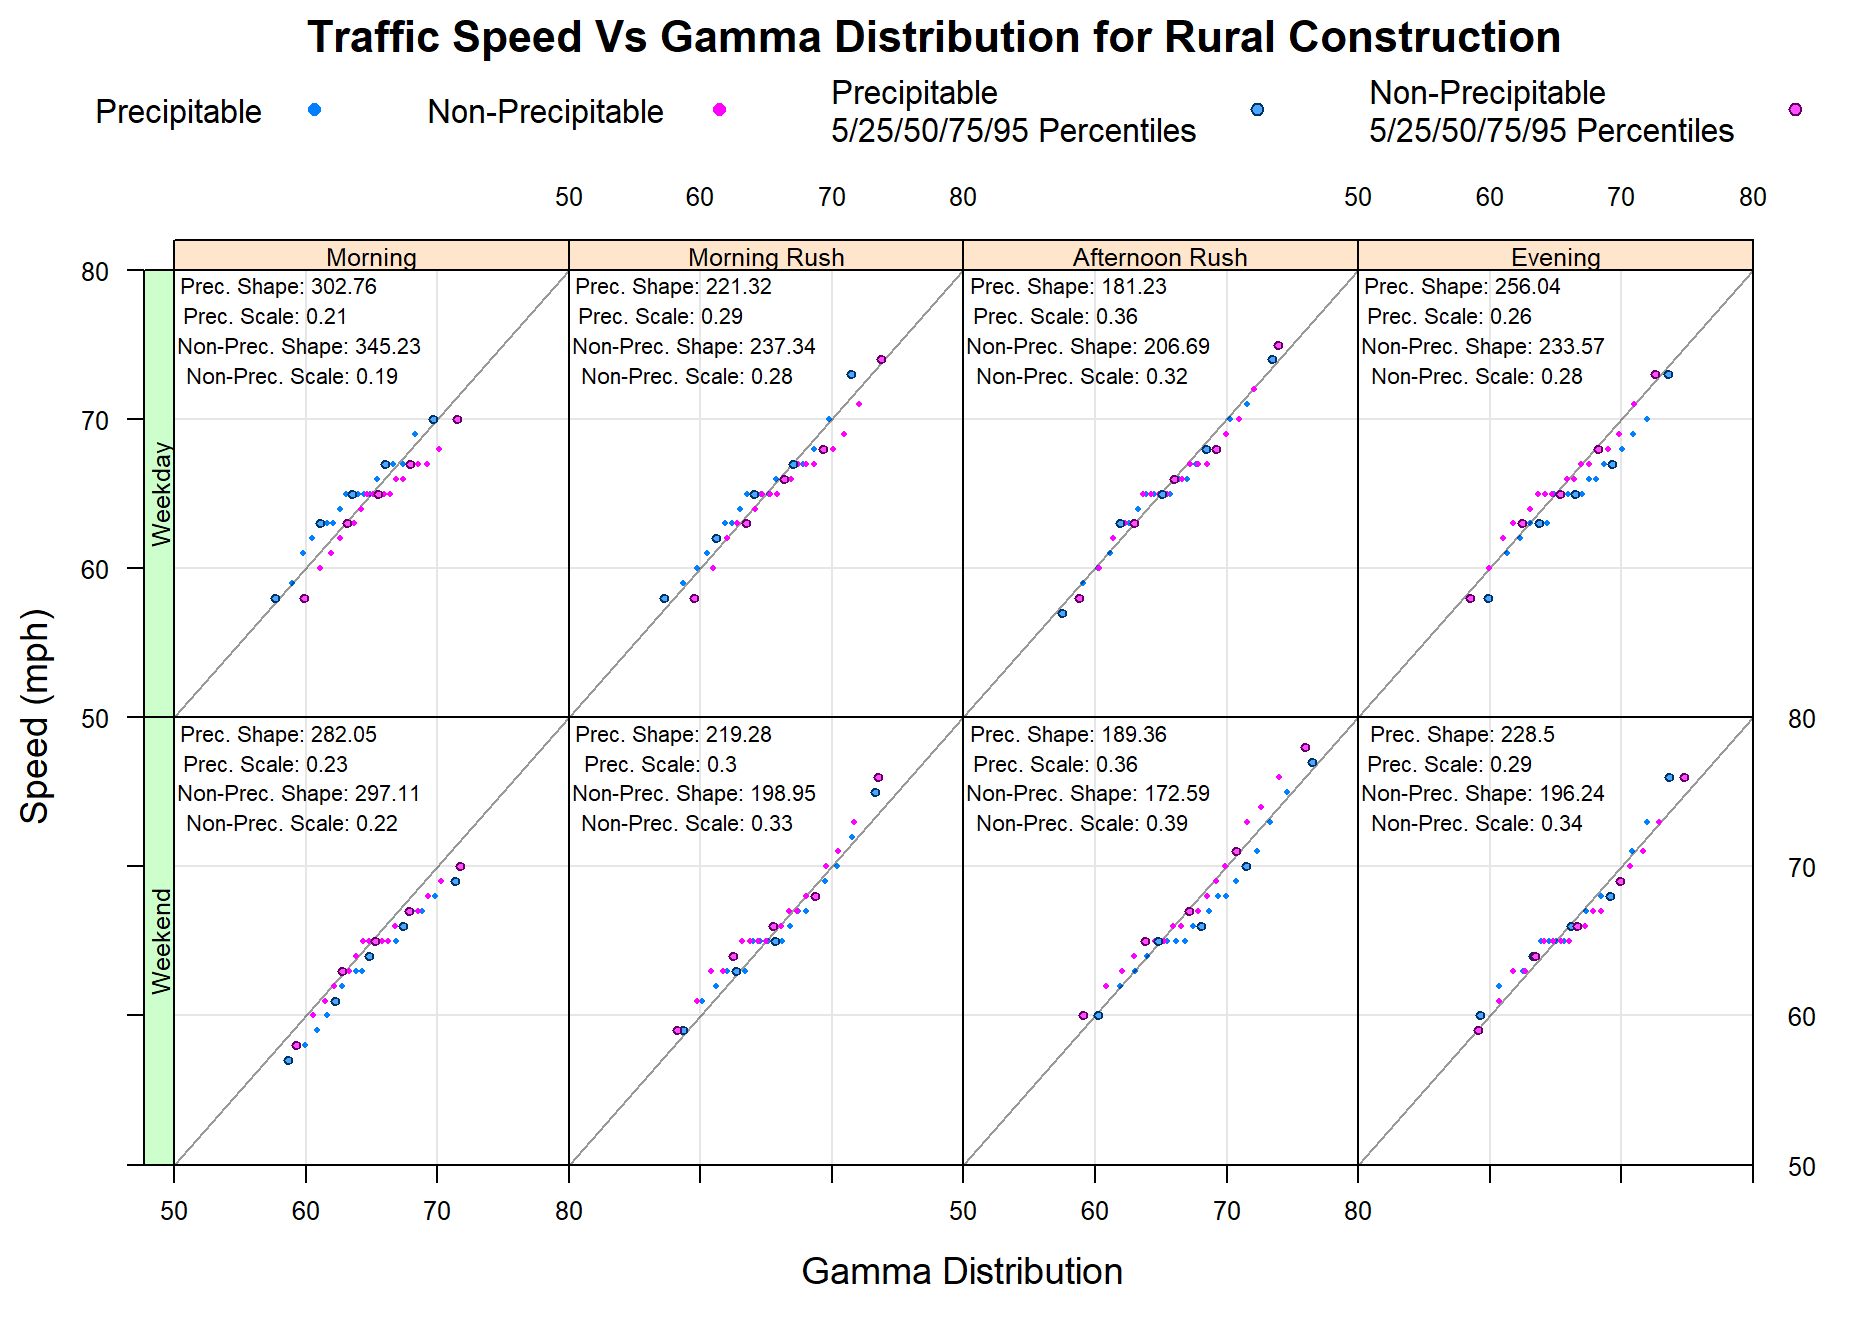 Traffic Speed Vs Gamma Distribution for Rural Construction
Precipitable
Non-Precipitable
Precipitable
5/25/50/75/95 Percentiles
Non-Precipitable
5/25/50/75/95 Percentiles
50 60 70 80 50 60 70 80
Morning
Morning Rush
Afternoon Rush
Evening
80
70
60
50
Weekday
Prec. Shape: 302.76
Prec. Scale: 0.21
Non-Prec. Shape: 345.23
Non-Prec. Scale: 0.19
Prec. Shape: 221.32
Prec. Scale: 0.29
Non-Prec. Shape: 237.34
Non-Prec. Scale: 0.28
Prec. Shape: 181.23
Prec. Scale: 0.36
Non-Prec. Shape: 206.69
Non-Prec. Scale: 0.32
Prec. Shape: 256.04
Prec. Scale: 0.26
Non-Prec. Shape: 233.57
Non-Prec. Scale: 0.28
Speed (mph)
Weekend
Prec. Shape: 282.05
Prec. Scale: 0.23
Non-Prec. Shape: 297.11
Non-Prec. Scale: 0.22
Prec. Shape: 219.28
Prec. Scale: 0.3
Non-Prec. Shape: 198.95
Non-Prec. Scale: 0.33
Prec. Shape: 189.36
Prec. Scale: 0.36
Non-Prec. Shape: 172.59
Non-Prec. Scale: 0.39
Prec. Shape: 228.5
Prec. Scale: 0.29
Non-Prec. Shape: 196.24
Non-Prec. Scale: 0.34
80
70
60
50
50 60 70 80 50 60 70 80
Gamma Distribution